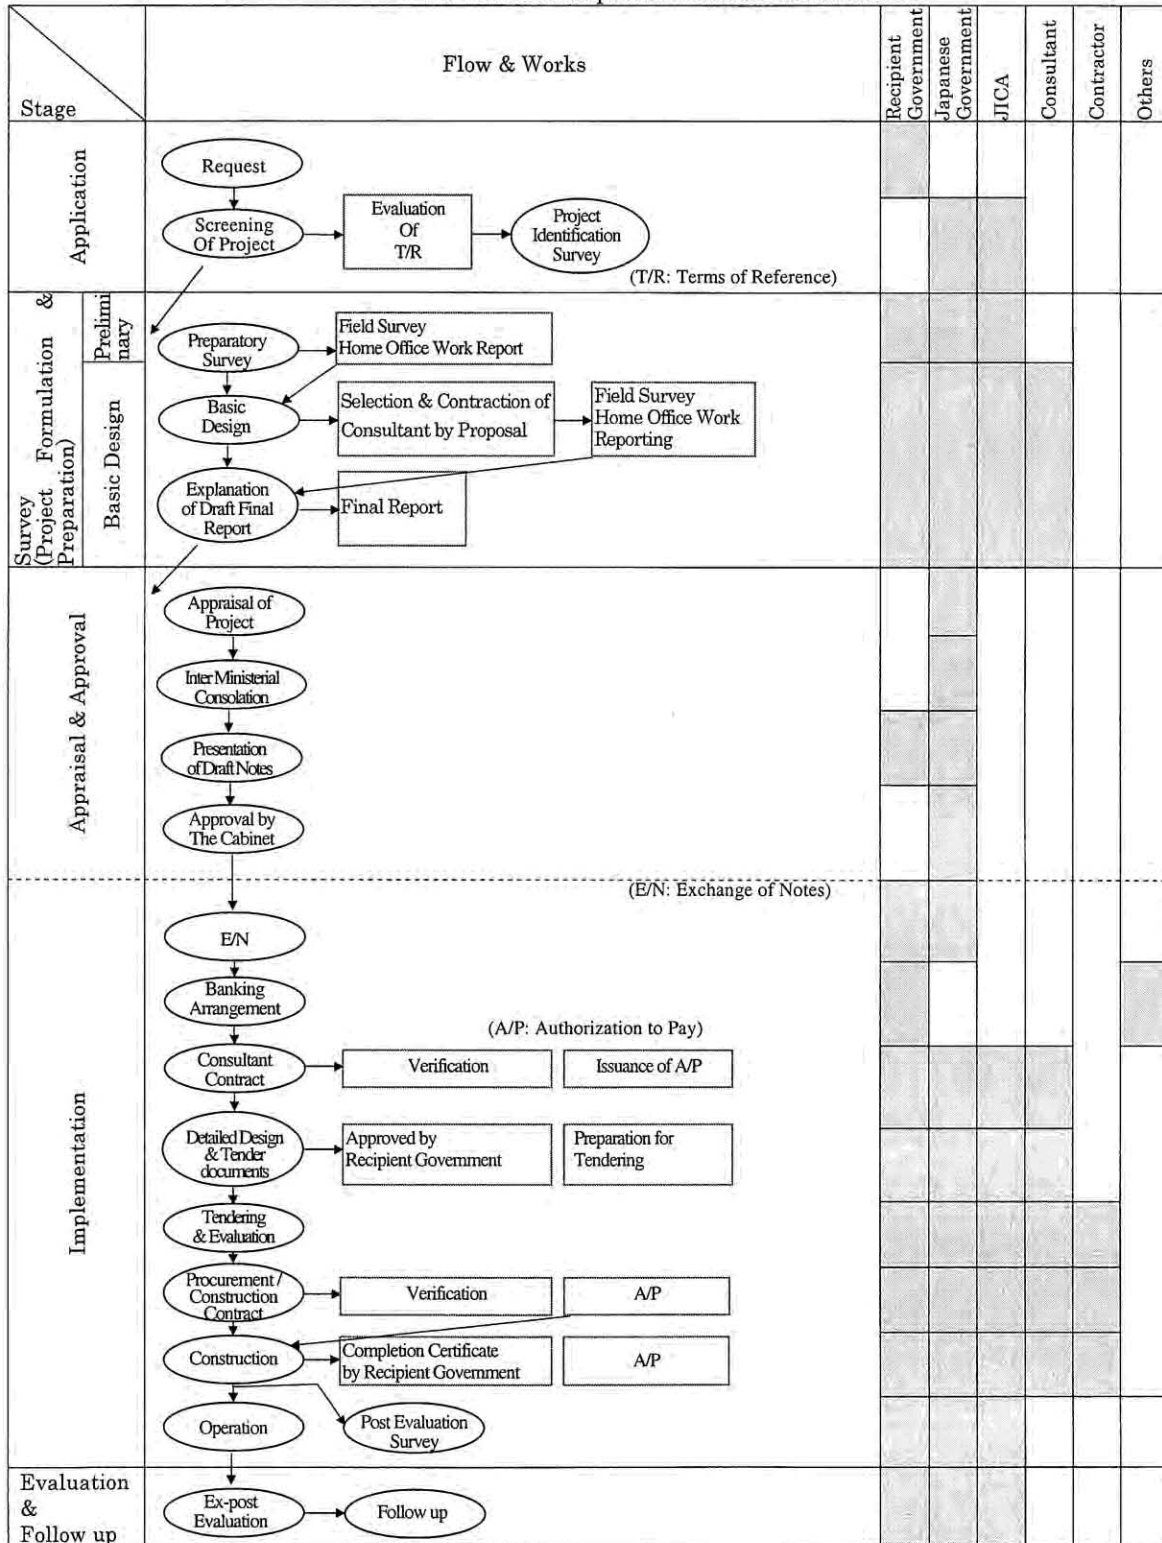 Flow & Works
Stage
Recipient
Government
Japanese
Government
JICA
Consultant
Contractor
Others
Application
Request
Screening
Of Project
Evaluation
Of
T/R
Project
Identification
Survey
(T/R: Terms of Reference)
Survey
(Project Formulation &
Preparation)
Prelimi
nary
Preparatory
Survey
Field Survey
Home Office Work Report
Basic Design
Basic
Design
Selection & Contraction of
Consultant by Proposal
Field Survey
Home Office Work
Reporting
Explanation
of Draft Final
Report
Final Report
Appraisal & Approval
Appraisal of
Project
Inter Ministerial
Consolation
Presentation
of Draft Notes
Approval by
The Cabinet
(E/N: Exchange of Notes)
Implementation
E/N
Banking
Arrangement
(A/P: Authorization to Pay)
Consultant
Contract
Verification
Issuance of A/P
Detailed Design
& Tender
documents
Approved by
Recipient Government
Preparation for
Tendering
Tendering
& Evaluation
Procurement /
Construction
Contract
Verification
A/P
Construction
Completion Certificate
by Recipient Government
A/P
Operation
Post Evaluation
Survey
Evaluation
&
Follow up
Ex-post
Evaluation
Follow up